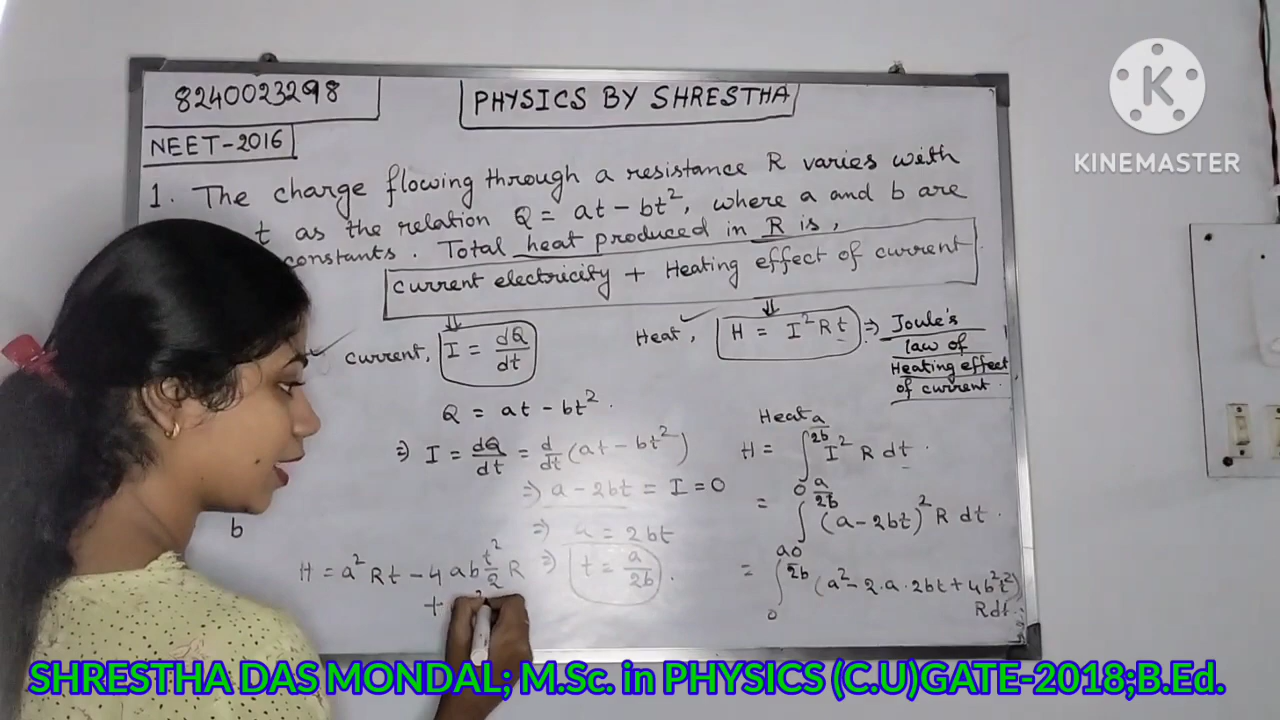 8240023298
PHYSICS BY SHRESTHA
KINEMASTER
NEET-2016
1. The charge flowing through a resistance R varies with
t as the relation Q = at - bt², where a and b are
constants. Total heat produced in R is,
current electricity + Heating effect of current
Current, I = dQ/dt
Heat, H = I²Rt ⇒ Joule's
law of
Heating effect
of current.
Q = at - bt².
⇒ I = dQ/dt = d/dt (at - bt²)
⇒ a - 2bt = I = 0
⇒ a = 2bt
⇒ t = a/2b.
b
Heat
H = ∫₀^(a/2b) I² R dt.
= ∫₀^(a/2b) (a - 2bt)² R dt.
= ∫₀^(a/2b) (a² - 2.a.2bt + 4b²t²)
Rdt.
H = a²Rt - 4ab t²/2 R
+
SHRESTHA DAS MONDAL; M.Sc. in PHYSICS (C.U)GATE-2018;B.Ed.